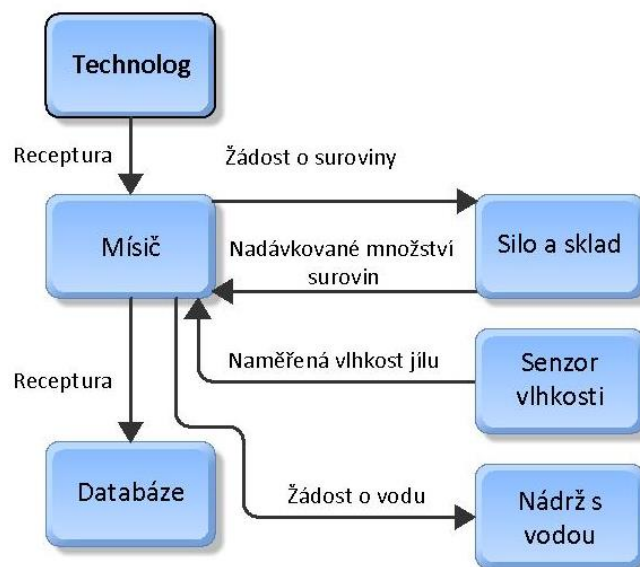 Technolog
Receptura
Žádost o suroviny
Mísič
Silo a sklad
Nadávkované množství
surovin
Naměřená vlhkost jílu
Senzor
vlhkosti
Receptura
Databáze
Žádost o vodu
Nádrž s
vodou